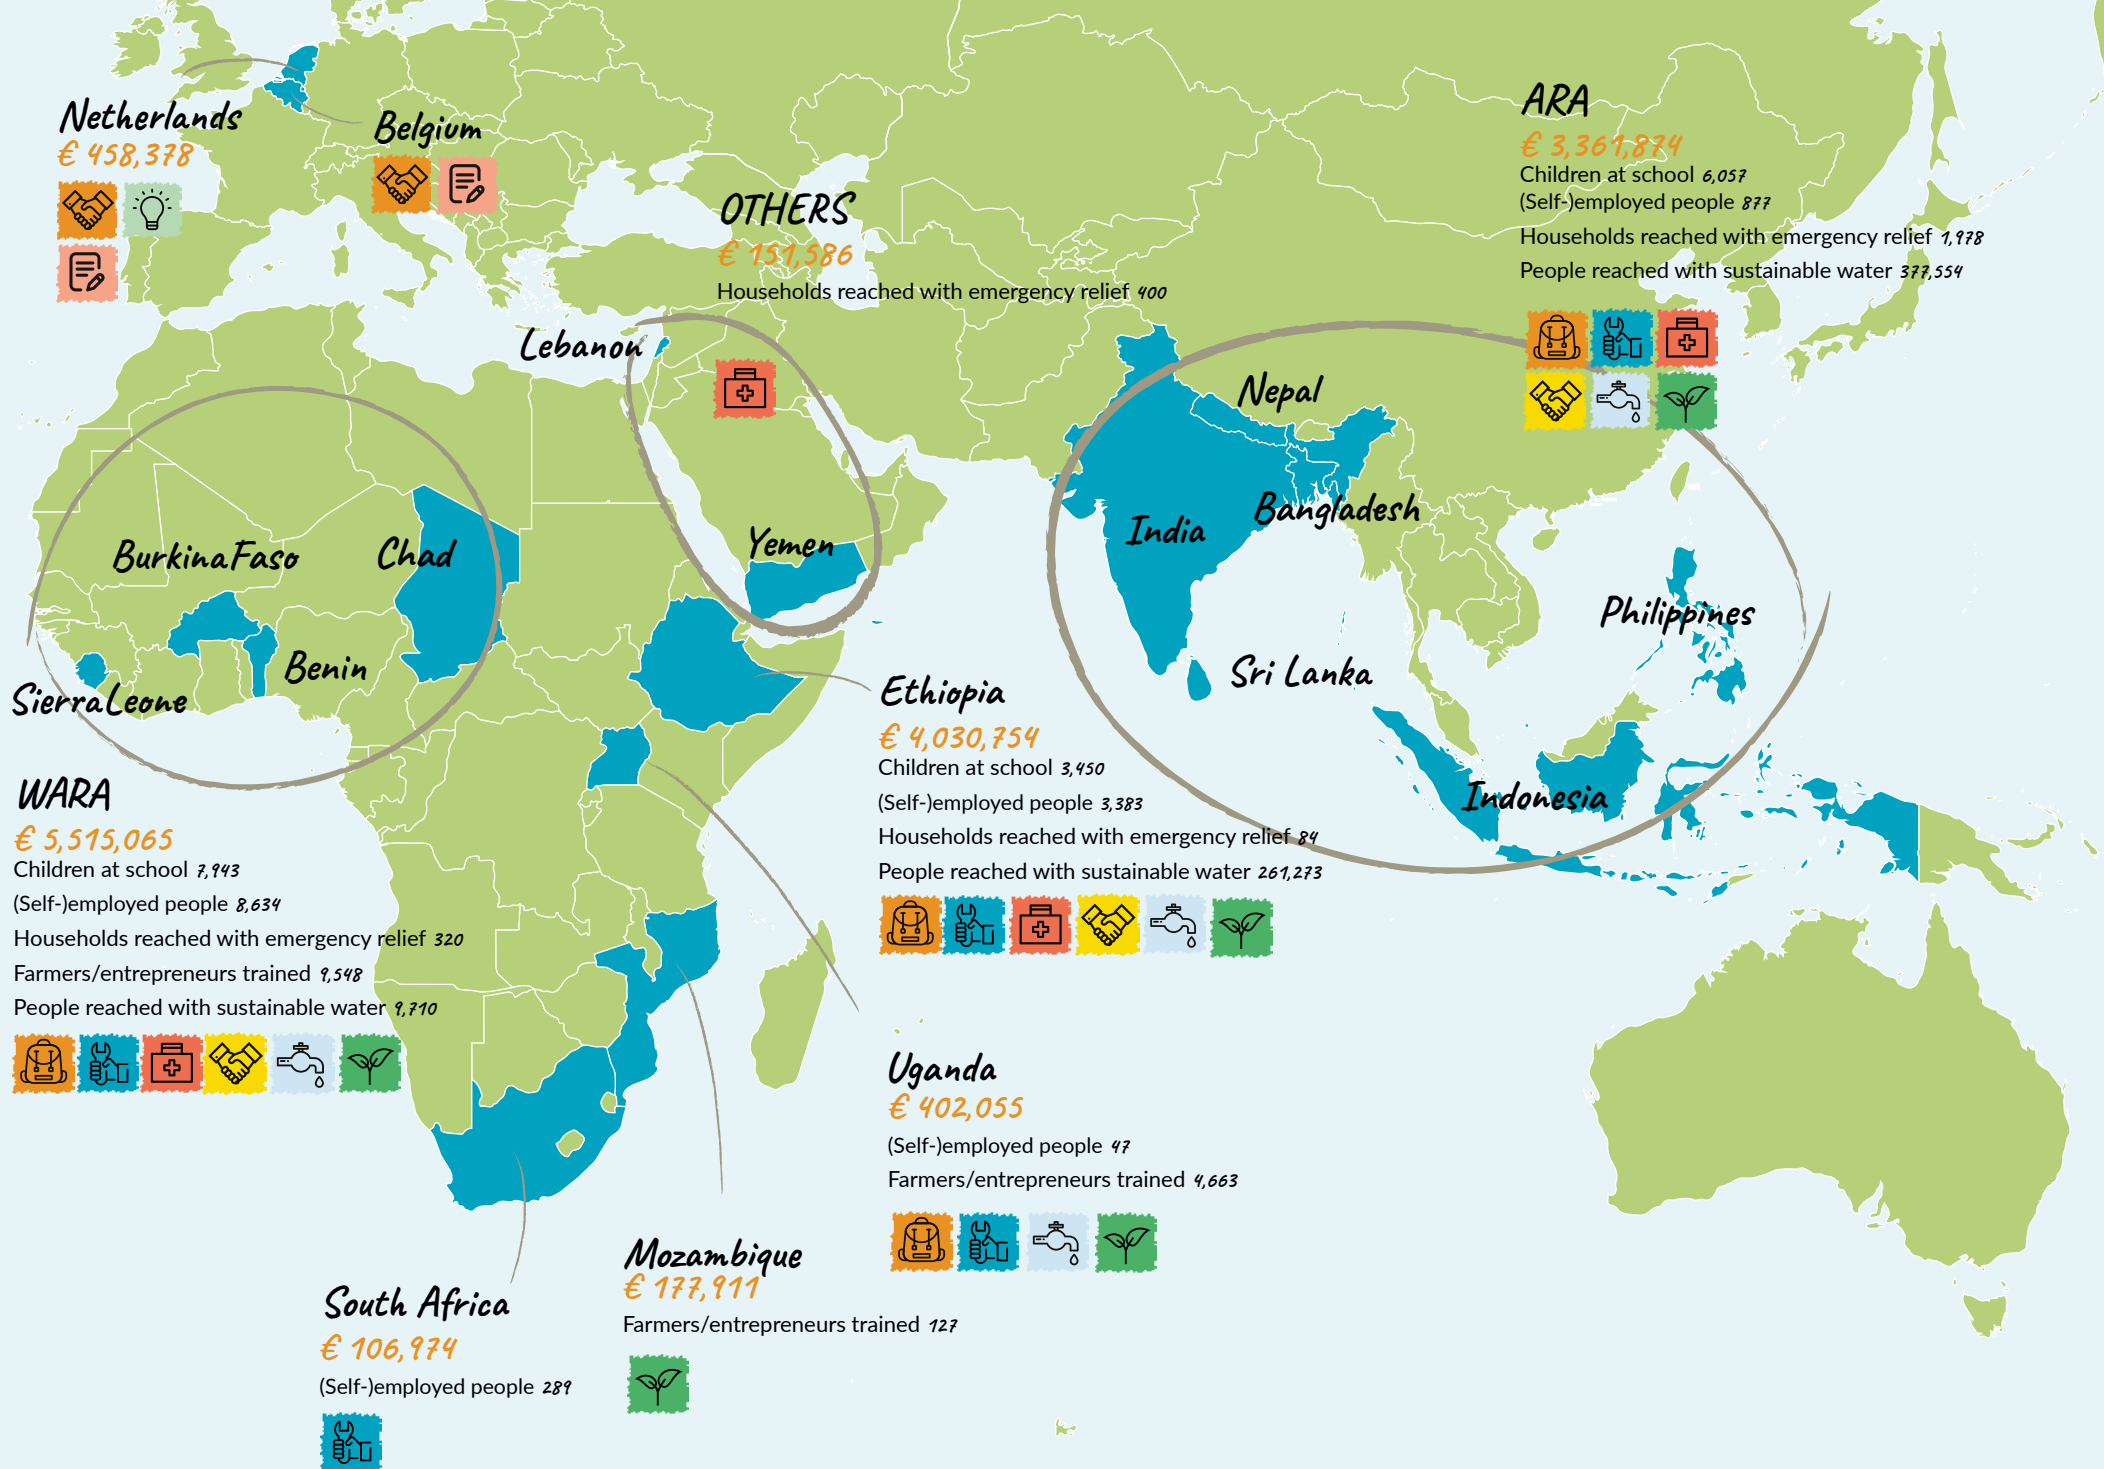 Netherlands
€ 458,378
Belgium
OTHERS
€ 151,586
Households reached with emergency relief 400
Lebanon
Yemen
ARA
€ 3,361,874
Children at school 6,057
(Self-)employed people 877
Households reached with emergency relief 1,978
People reached with sustainable water 377,554
Nepal
Bangladesh
India
Philippines
Sri Lanka
Indonesia
BurkinaFaso
Chad
Benin
SierraLeone
WARA
€ 5,515,065
Children at school 7,943
(Self-)employed people 8,634
Households reached with emergency relief 320
Farmers/entrepreneurs trained 9,548
People reached with sustainable water 9,710
Ethiopia
€ 4,030,754
Children at school 3,450
(Self-)employed people 3,383
Households reached with emergency relief 84
People reached with sustainable water 261,273
Uganda
€ 402,055
(Self-)employed people 47
Farmers/entrepreneurs trained 4,663
Mozambique
€ 177,911
Farmers/entrepreneurs trained 127
South Africa
€ 106,974
(Self-)employed people 289